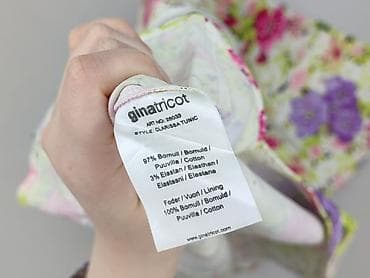 ginatricot
ART NO: 28038
STYLE: CLARISSA TUNIC
97% Bomull / Bomuld /
Puuvilla / Cotton
3% Elastan / Elasthan /
Elastaani / Elastane
Foder / Vuori / Lining
100% Bomull / Bomuld /
Puuvilla / Cotton
www.ginatricot.com